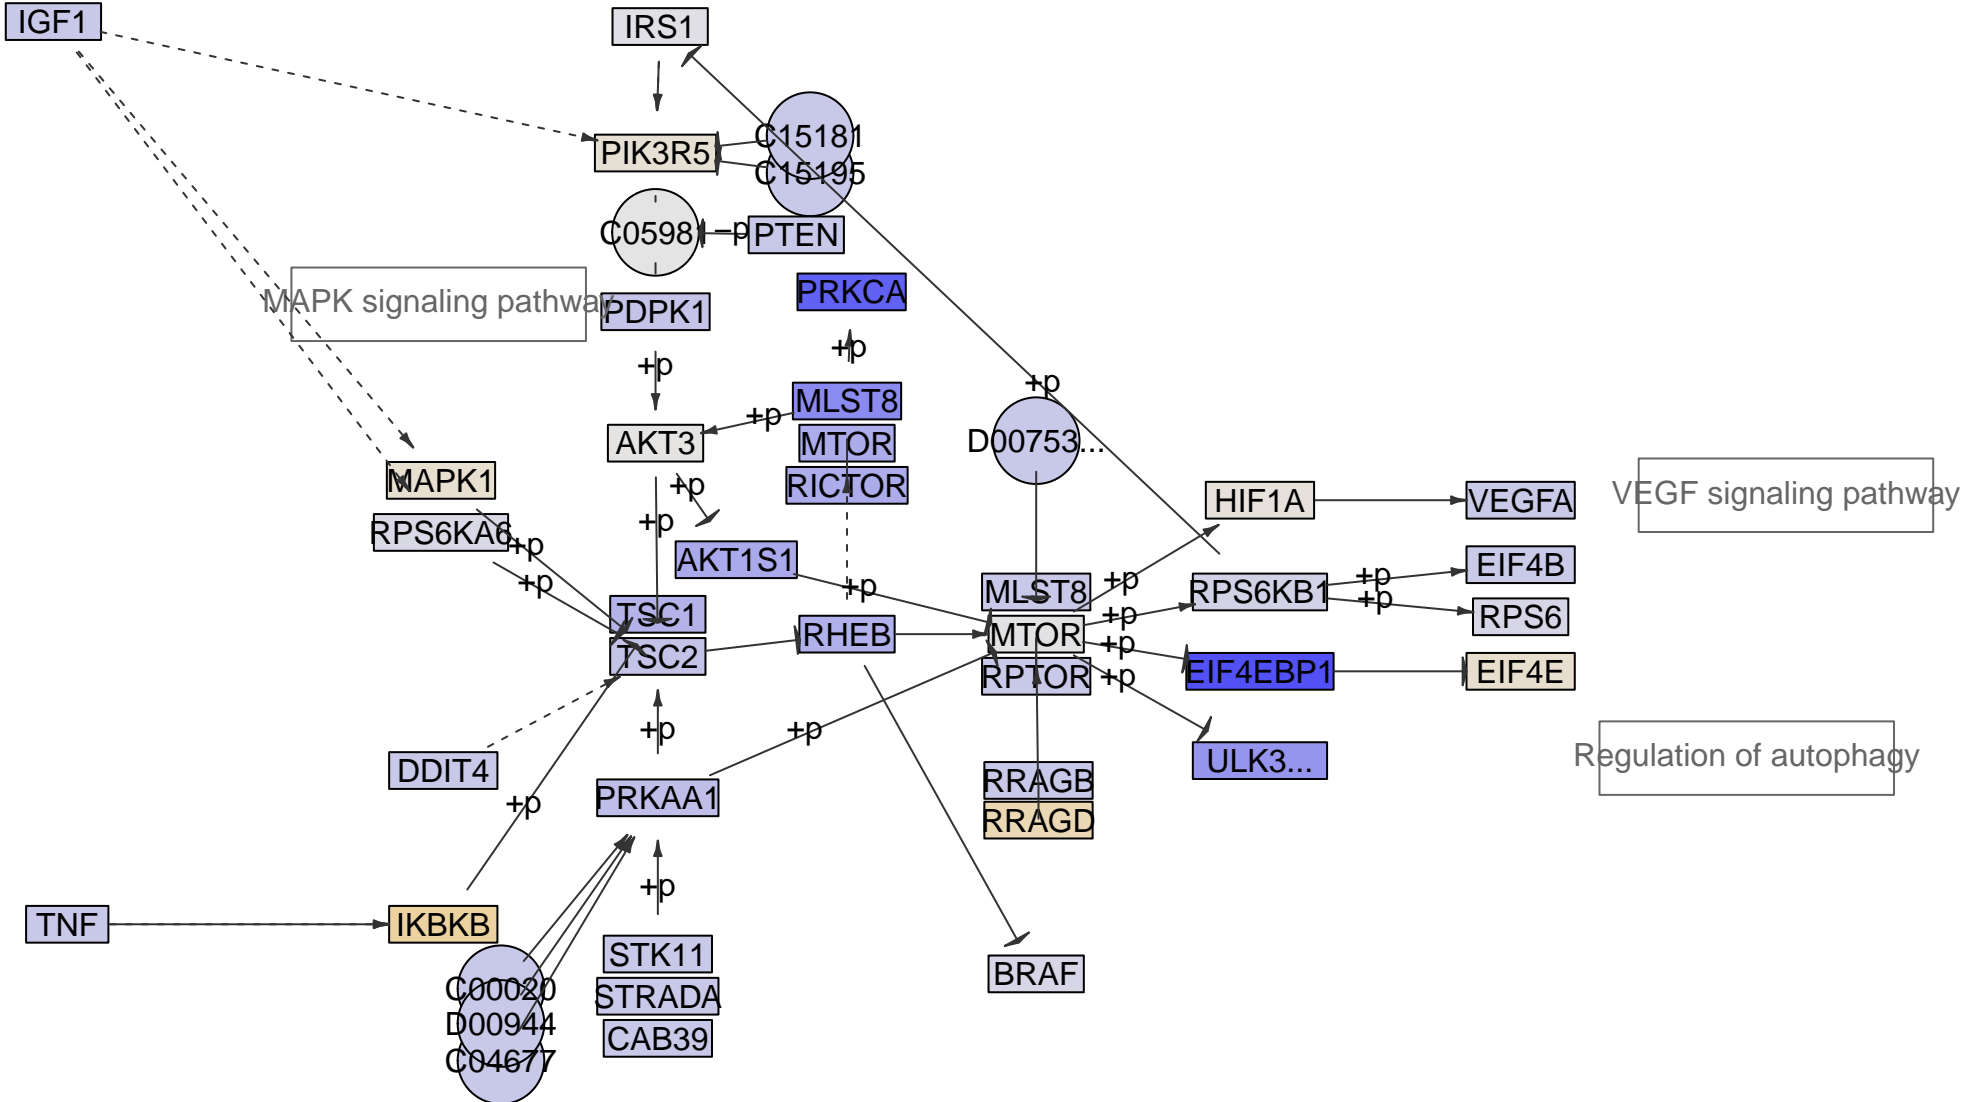 IGF1
IRS1
C15181
PIK3R5
C15195
C0598
–p
PTEN
PRKCA
MAPK signaling pathway
PDPK1
+p
+p
+p
MLST8
+p
MTOR
AKT3
D00753...
MAPK1
RICTOR
+p
HIF1A
VEGFA
VEGF signaling pathway
RPS6KA6
+p
+p
AKT1S1
EIF4B
+p
+p
+p
+p
MLST8
RPS6KB1
+p
TSC1
+p
RPS6
RHEB
MTOR
+p
TSC2
RPTOR
+p
EIF4EBP1
EIF4E
+p
+p
Regulation of autophagy
DDIT4
ULK3...
RRAGB
PRKAA1
+p
RRAGD
+p
TNF
IKBKB
STK11
BRAF
C00020
STRADA
D00944
CAB39
C04677